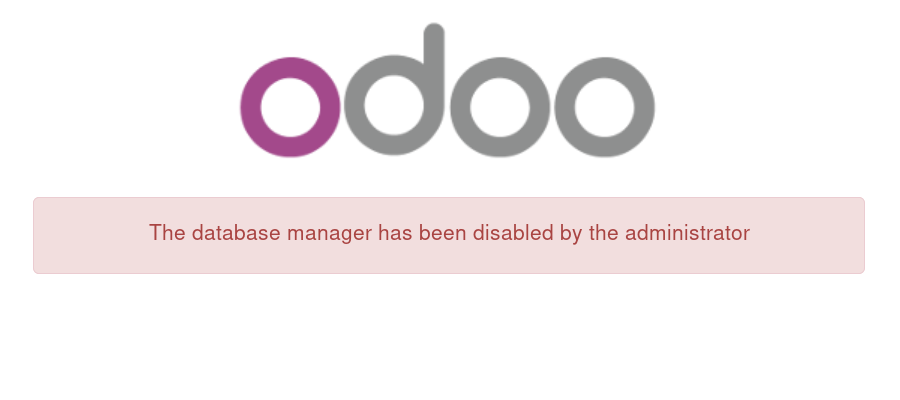 odoo
The database manager has been disabled by the administrator